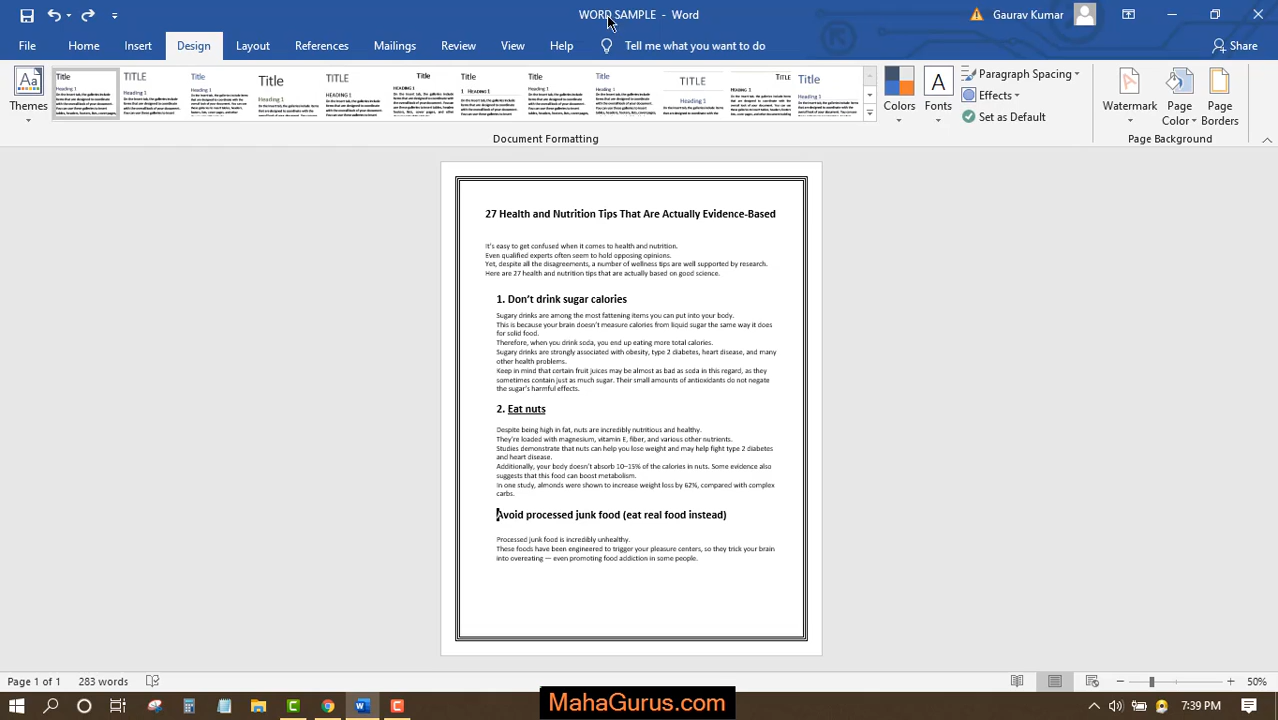 WORD SAMPLE - Word
Gaurav Kumar
File Home Insert Design Layout References Mailings Review View Help Tell me what you want to do Share
Colors Fonts Paragraph Spacing Effects Set as Default Watermark Page Color Page Borders
Document Formatting Page Background
27 Health and Nutrition Tips That Are Actually Evidence-Based
It's easy to get confused when it comes to health and nutrition.
Even qualified experts often seem to hold opposing opinions.
Yet, despite all the disagreements, a number of wellness tips are well supported by research.
Here are 27 health and nutrition tips that are actually based on good science.
1. Don't drink sugar calories
Sugary drinks are among the most fattening items you can put into your body.
This is because your brain doesn't measure calories from liquid sugar the same way it does
for solid food.
Therefore, when you drink soda, you end up eating more total calories.
Sugary drinks are strongly associated with obesity, type 2 diabetes, heart disease, and many
other health problems.
Keep in mind that certain fruit juices may be almost as bad as soda in this regard, as they
sometimes contain just as much sugar. Their small amounts of antioxidants do not negate
the sugar's harmful effects.
2. Eat nuts
Despite being high in fat, nuts are incredibly nutritious and healthy.
They're loaded with magnesium, vitamin E, fiber, and various other nutrients.
Studies demonstrate that nuts can help you lose weight and may help fight type 2 diabetes
and heart disease.
Additionally, your body doesn't absorb 10–15% of the calories in nuts. Some evidence also
suggests that this food can boost metabolism.
In one study, almonds were shown to increase weight loss by 62%, compared with complex
carbs.
Avoid processed junk food (eat real food instead)
Processed junk food is incredibly unhealthy.
These foods have been engineered to trigger your pleasure centers, so they trick your brain
into overeating — even promoting food addiction in some people.
Page 1 of 1 283 words 50%
MahaGurus.com
7:39 PM